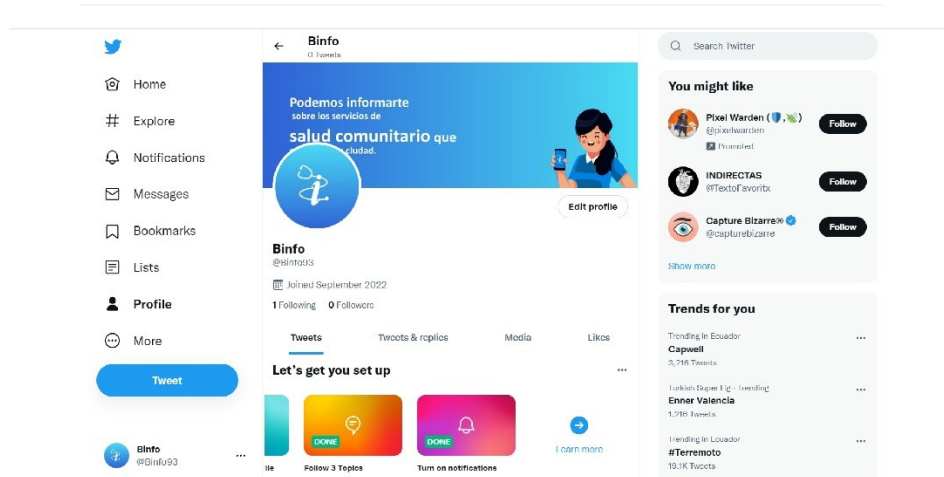 Home
Explore
Notifications
Messages
Bookmarks
Lists
Profile
More
Tweet
Binfo
@Binfo93
Binfo
0 Tweets
Podemos informarte
sobre los servicios de
salud comunitario que
ciudad.
Edit profile
Binfo
@Binfo93
Joined September 2022
1 Following 0 Followers
Tweets Tweets & replies Media Likes
Let's get you set up
DONE
DONE
Follow 3 Topics
Turn on notifications
Learn more
Search Twitter
You might like
Pixel Warden
@pixelwarden
Promoted
Follow
INDIRECTAS
@TextoFavoritx
Follow
Capture Bizarre
@capturebizarre
Follow
Show more
Trends for you
Trending in Ecuador
Capwell
3,216 Tweets
Turkish Super Lig - Trending
Enner Valencia
1,216 Tweets
Trending in Ecuador
#Terremoto
19.1K Tweets